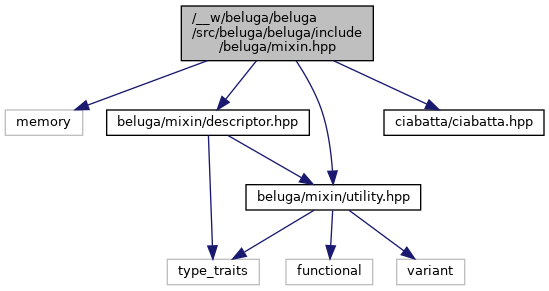 /__w/beluga/beluga
/src/beluga/beluga/include
/beluga/mixin.hpp
memory
beluga/mixin/descriptor.hpp
ciabatta/ciabatta.hpp
beluga/mixin/utility.hpp
type_traits
functional
variant